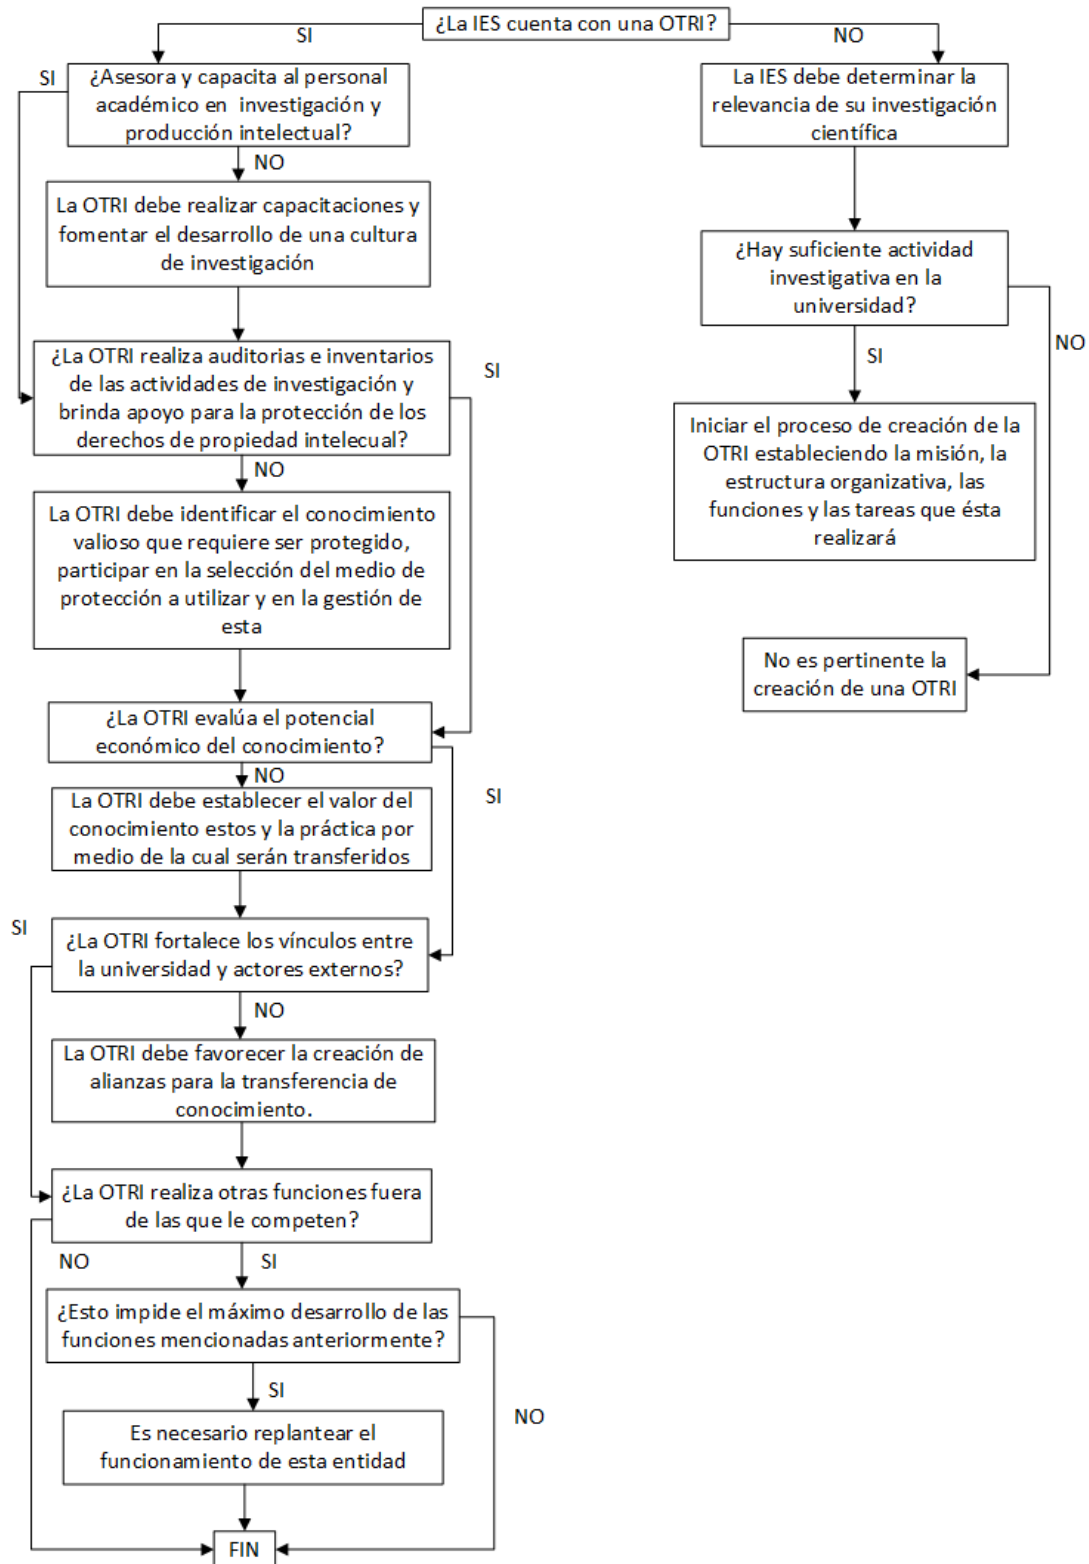 ¿La IES cuenta con una OTRI?
SI
NO
SI
¿Asesora y capacita al personal
académico en investigación y
producción intelectual?
NO
La OTRI debe realizar capacitaciones y
fomentar el desarrollo de una cultura
de investigación
¿La OTRI realiza auditorias e inventarios
de las actividades de investigación y
brinda apoyo para la protección de los
derechos de propiedad intelecual?
SI
NO
La OTRI debe identificar el conocimiento
valioso que requiere ser protegido,
participar en la selección del medio de
protección a utilizar y en la gestión de
esta
¿La OTRI evalúa el potencial
económico del conocimiento?
NO
SI
La OTRI debe establecer el valor del
conocimiento estos y la práctica por
medio de la cual serán transferidos
SI
¿La OTRI fortalece los vínculos entre
la universidad y actores externos?
NO
La OTRI debe favorecer la creación de
alianzas para la transferencia de
conocimiento.
¿La OTRI realiza otras funciones fuera
de las que le competen?
NO
SI
¿Esto impide el máximo desarrollo de las
funciones mencionadas anteriormente?
SI
NO
Es necesario replantear el
funcionamiento de esta entidad
FIN
La IES debe determinar la
relevancia de su investigación
científica
¿Hay suficiente actividad
investigativa en la
universidad?
NO
SI
Iniciar el proceso de creación de la
OTRI estableciendo la misión, la
estructura organizativa, las
funciones y las tareas que ésta
realizará
No es pertinente la
creación de una OTRI